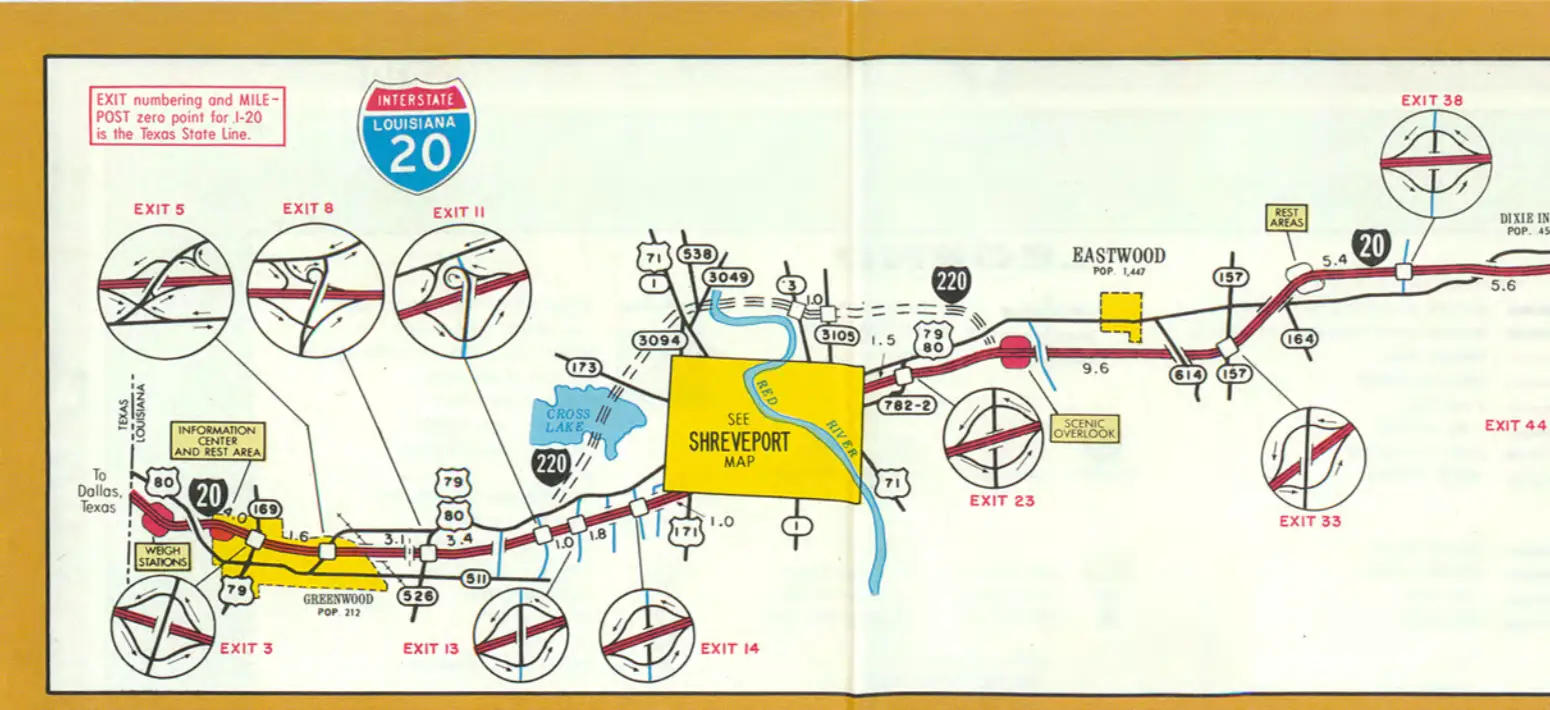 EXIT numbering and MILE-
POST zero point for I-20
is the Texas State Line.
INTERSTATE
LOUISIANA
20
EXIT 38
EXIT 5
EXIT 8
EXIT 11
REST
AREAS
DIXIE IN
POP. 45
71
538
1
3049
3
1.0
220
EASTWOOD
POP. 1,447
157
5.4
20
5.6
3094
3105
1.5
79
80
164
173
9.6
614
157
782-2
TEXAS
LOUISIANA
CROSS
LAKE
RED
RIVER
SEE
SHREVEPORT
MAP
SCENIC
OVERLOOK
EXIT 44
INFORMATION
CENTER
AND REST AREA
220
To
Dallas,
Texas
80
20
4.0
169
79
80
71
EXIT 23
EXIT 33
1.6
3.1
3.4
1.0
1.8
171
1.0
1
WEIGH
STATIONS
79
511
GREENWOOD
POP. 212
526
EXIT 3
EXIT 13
EXIT 14